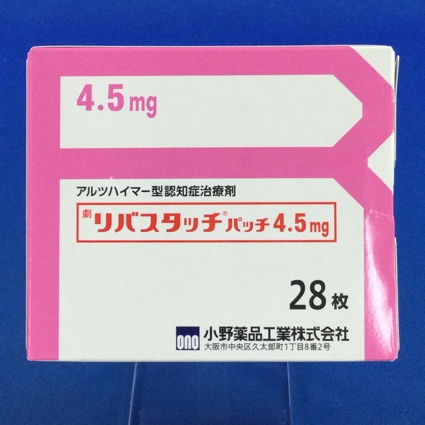 4.5mg
アルツハイマー型認知症治療剤
劇 リバスタッチ®パッチ 4.5mg
28枚
ono 小野薬品工業株式会社
大阪市中央区久太郎町1丁目8番2号